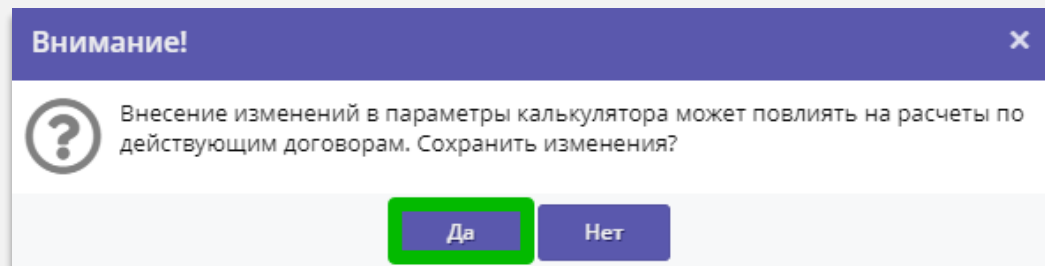 Внимание!
Внесение изменений в параметры калькулятора может повлиять на расчеты по
действующим договорам. Сохранить изменения?
Да Нет